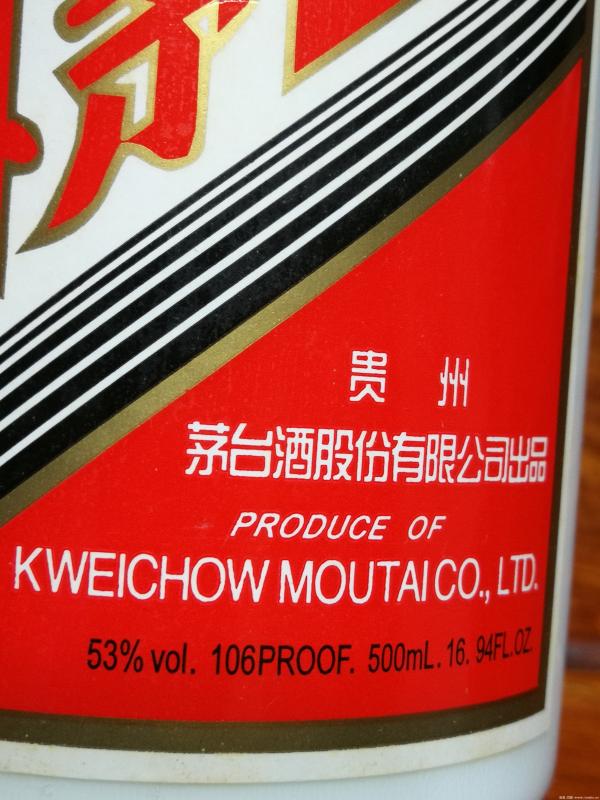 茅
贵 州
茅台酒股份有限公司出品
PRODUCE OF
KWEICHOW MOUTAI CO., LTD.
53% vol. 106PROOF. 500mL. 16. 94FL.OZ.